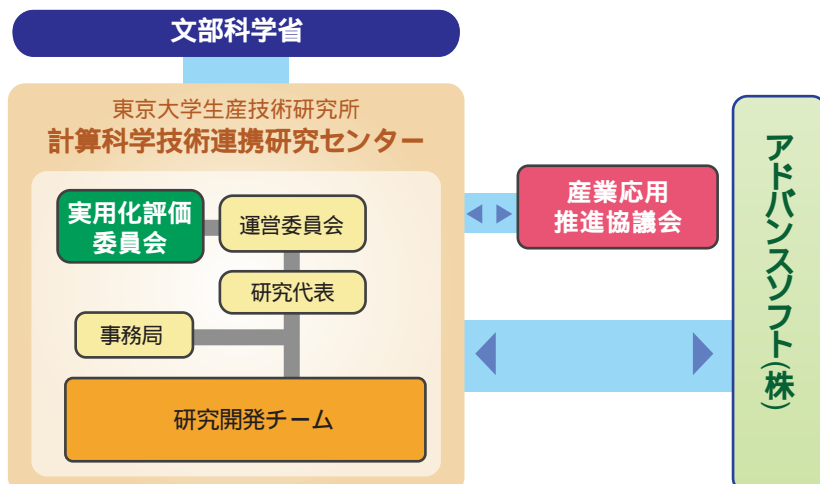 文部科学省
東京大学生産技術研究所
計算科学技術連携研究センター
実用化評価
委員会
運営委員会
研究代表
事務局
研究開発チーム
産業応用
推進協議会
アドバンスソフト(株)